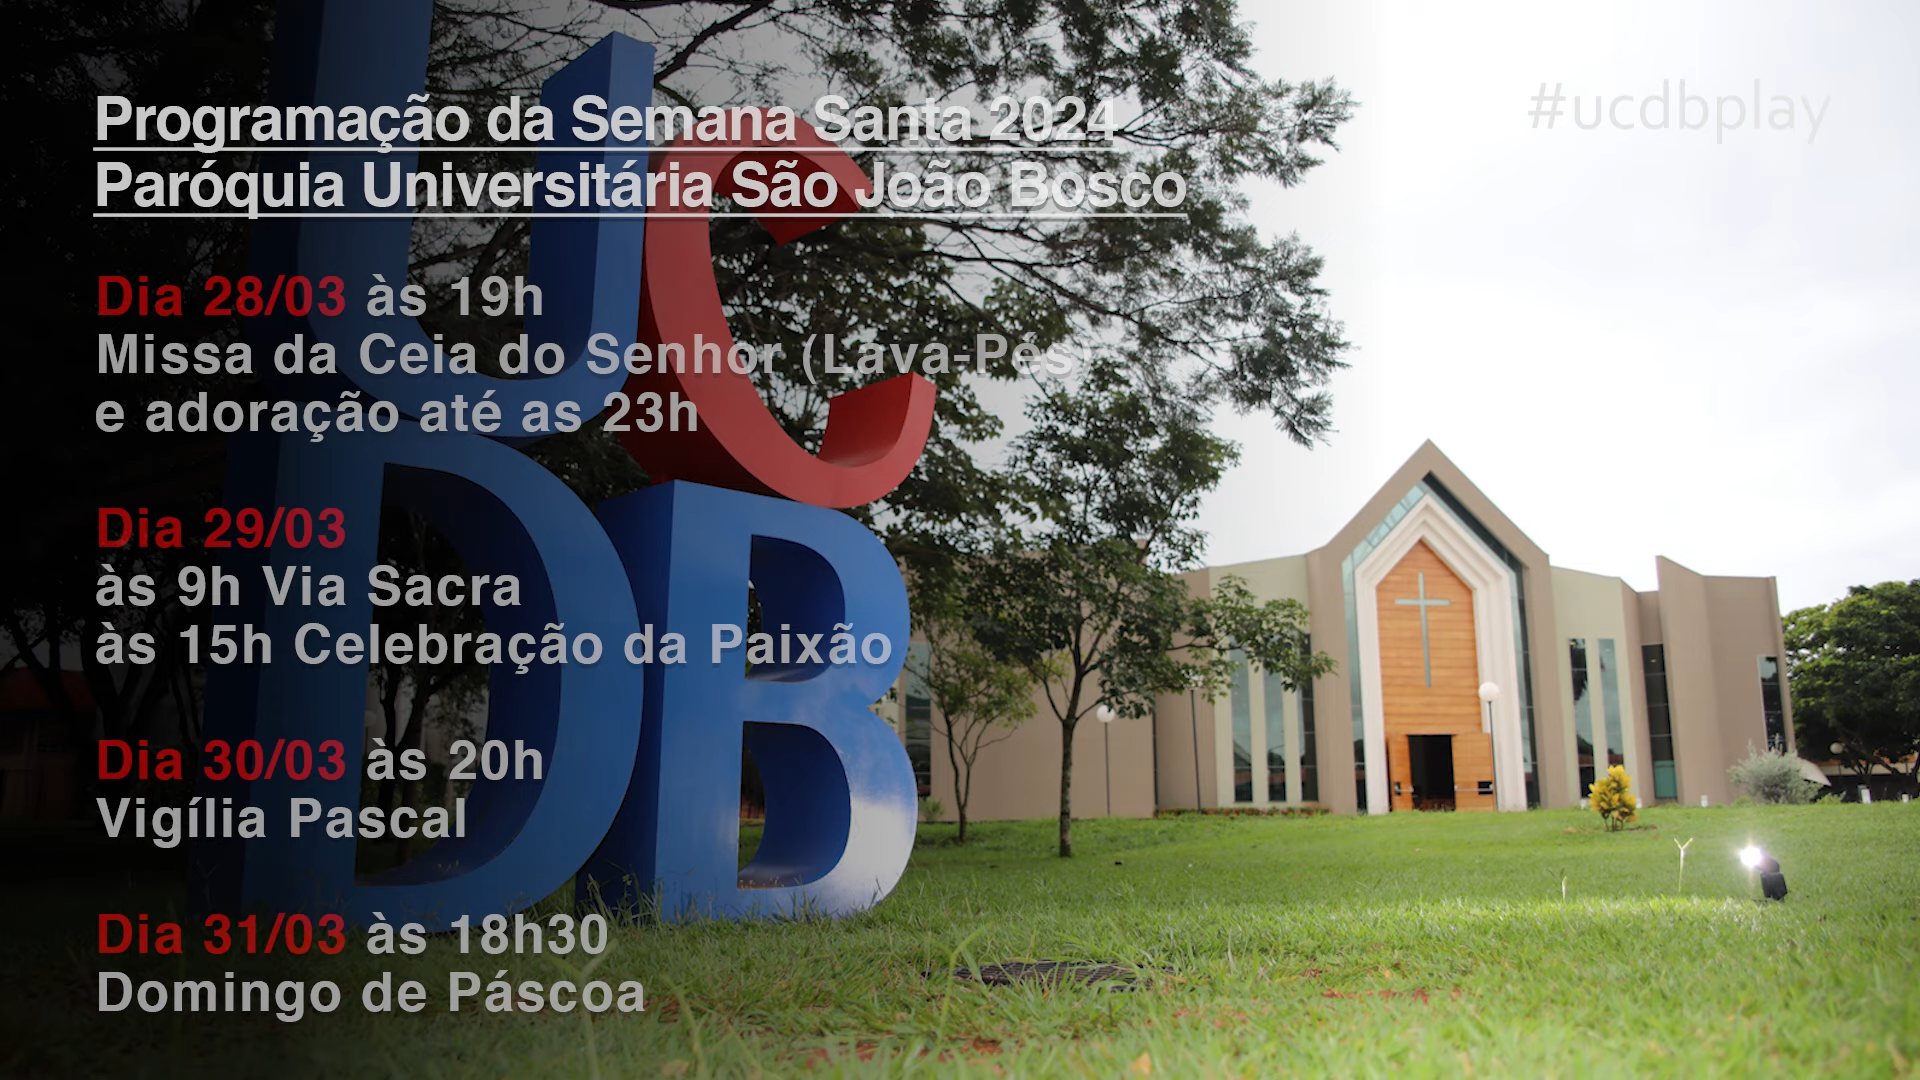 Programação da Semana Santa 2024
Paróquia Universitária São João Bosco
#ucdbplay
Dia 28/03 às 19h
Missa da Ceia do Senhor (Lava-Pés)
e adoração até as 23h
Dia 29/03
às 9h Via Sacra
às 15h Celebração da Paixão
Dia 30/03 às 20h
Vigília Pascal
Dia 31/03 às 18h30
Domingo de Páscoa
UC
DB